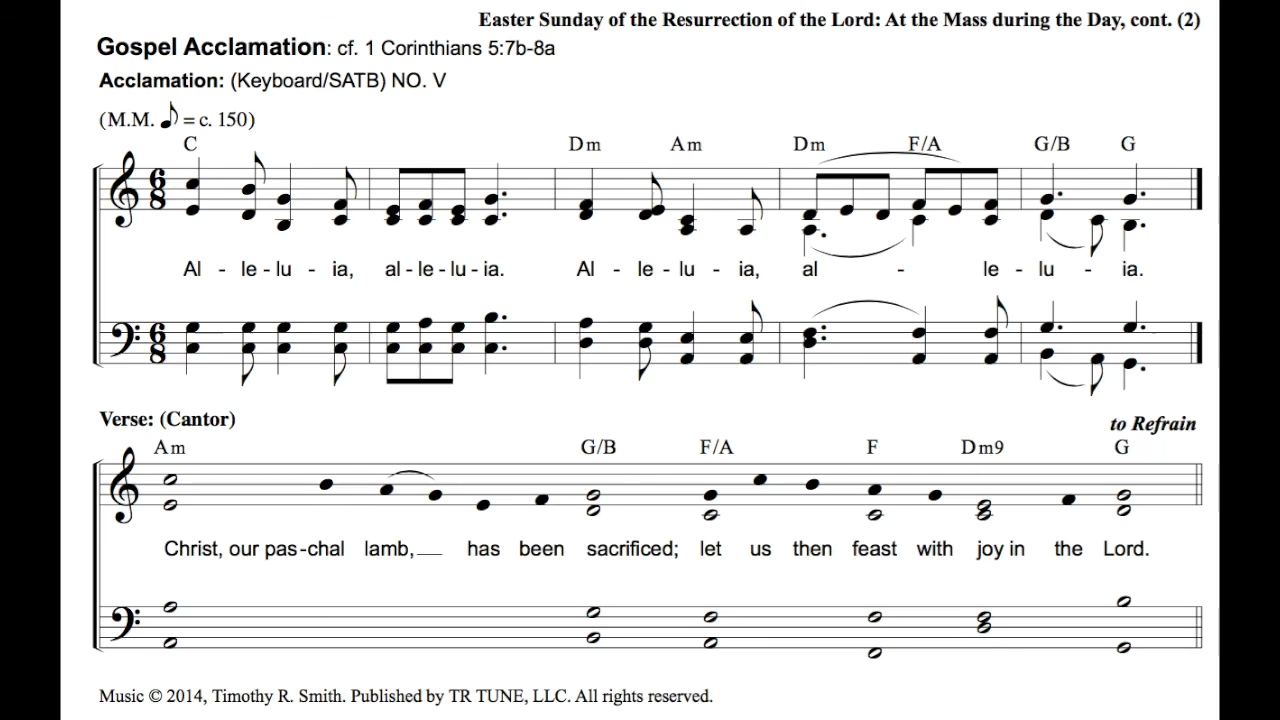 Easter Sunday of the Resurrection of the Lord: At the Mass during the Day, cont. (2)
Gospel Acclamation: cf. 1 Corinthians 5:7b-8a
Acclamation: (Keyboard/SATB) NO. V
(M.M. ♪ = c. 150)
C Dm Am Dm F/A G/B G
6 8
Al - le - lu - ia, al - le - lu - ia. Al - le - lu - ia, al - le - lu - ia.
6 8
Verse: (Cantor)
to Refrain
Am G/B F/A F Dm9 G
Christ, our pas - chal lamb, has been sacrificed; let us then feast with joy in the Lord.
Music © 2014, Timothy R. Smith. Published by TR TUNE, LLC. All rights reserved.